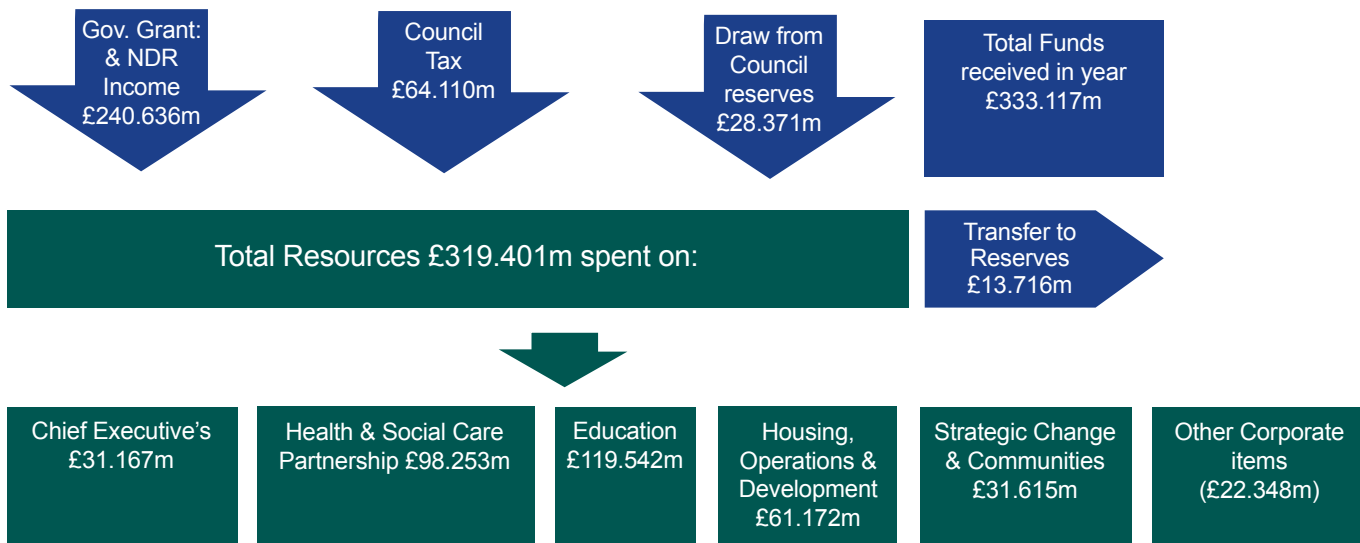 Gov. Grant:
& NDR
Income
£240.636m
Council
Tax
£64.110m
Draw from
Council
reserves
£28.371m
Total Funds
received in year
£333.117m
Total Resources £319.401m spent on:
Transfer to
Reserves
£13.716m
Chief Executive's
£31.167m
Health & Social Care
Partnership £98.253m
Education
£119.542m
Housing,
Operations &
Development
£61.172m
Strategic Change
& Communities
£31.615m
Other Corporate
items
(£22.348m)